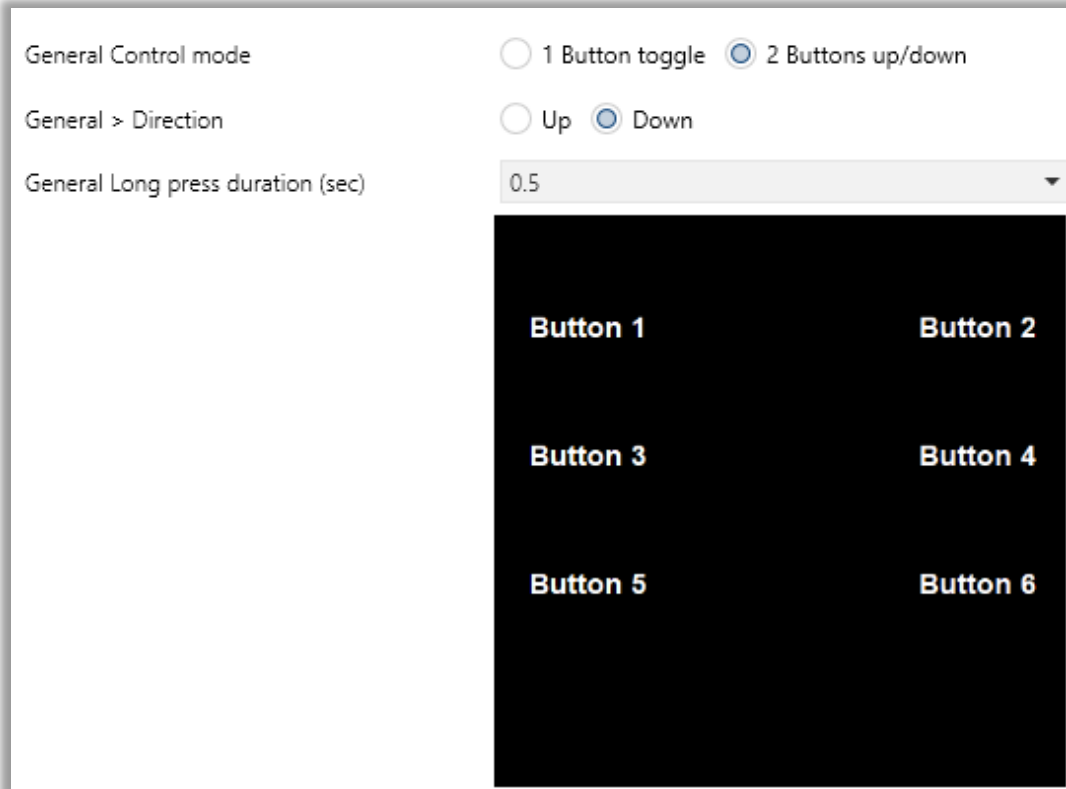 General Control mode 1 Button toggle 2 Buttons up/down
General > Direction Up Down
General Long press duration (sec) 0.5
Button 1 Button 2
Button 3 Button 4
Button 5 Button 6